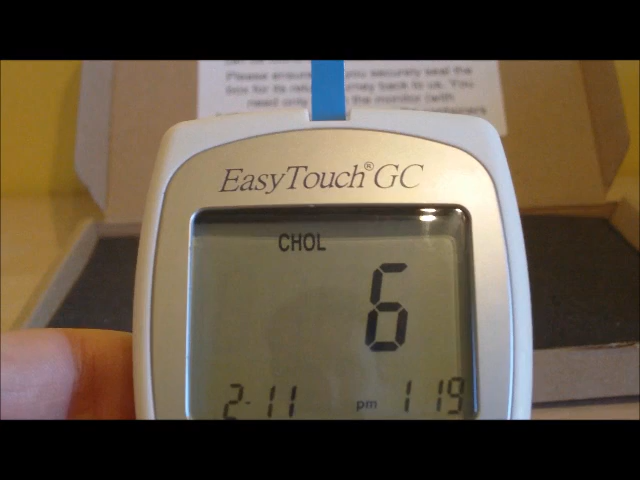 Please ensure you securely seal the
box for its return journey back to us. You
need only the monitor (with
containers
EasyTouch® GC
CHOL
6
2-11 pm 1 19